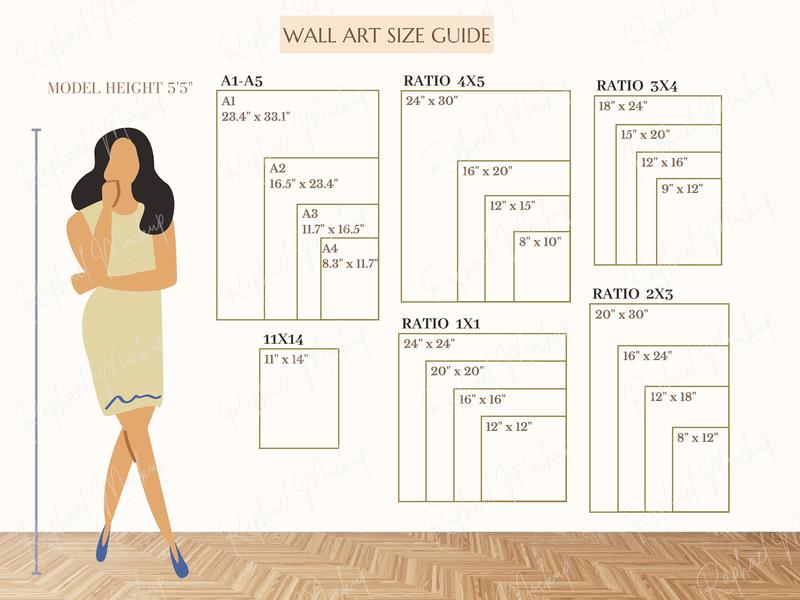 WALL ART SIZE GUIDE
MODEL HEIGHT 5'5"
A1-A5
A1
23.4" x 33.1"
A2
16.5" x 23.4"
A3
11.7" x 16.5"
A4
8.3" x 11.7"
11X14
11" x 14"
RATIO 4X5
24" x 30"
16" x 20"
12" x 15"
8" x 10"
RATIO 1X1
24" x 24"
20" x 20"
16" x 16"
12" x 12"
RATIO 3X4
18" x 24"
15" x 20"
12" x 16"
9" x 12"
RATIO 2X3
20" x 30"
16" x 24"
12" x 18"
8" x 12"
Raphael Mockup